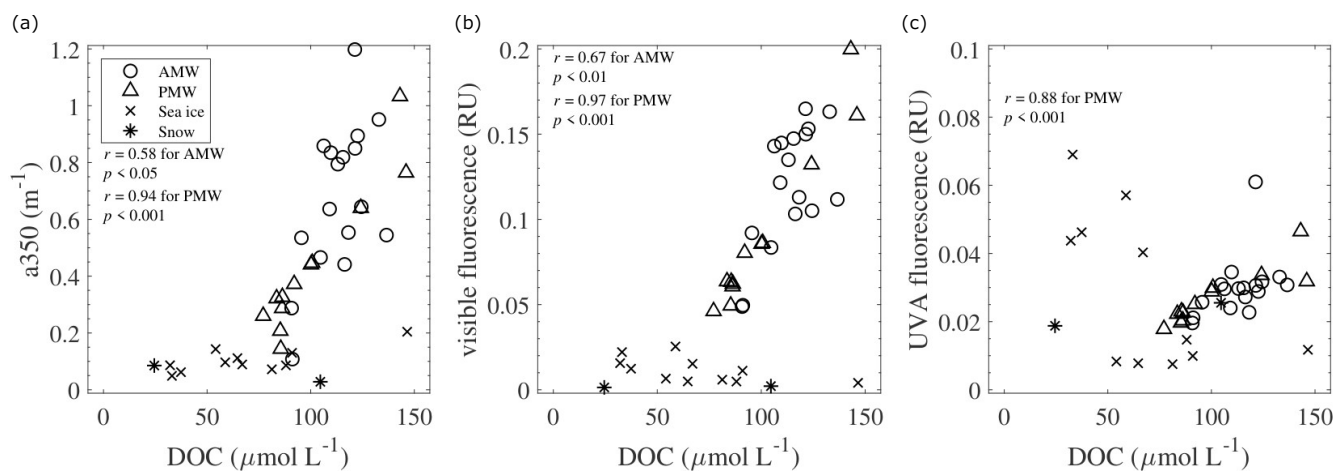 (a)
1.2
1
0.8
0.6
0.4
0.2
0
a350 (m⁻¹)
AMW
PMW
Sea ice
Snow
r = 0.58 for AMW
p < 0.05
r = 0.94 for PMW
p < 0.001
0
50
100
150
DOC (μmol L⁻¹)
(b)
0.2
0.15
0.1
0.05
0
visible fluorescence (RU)
r = 0.67 for AMW
p < 0.01
r = 0.97 for PMW
p < 0.001
0
50
100
150
DOC (μmol L⁻¹)
(c)
0.1
0.08
0.06
0.04
0.02
0
UVA fluorescence (RU)
r = 0.88 for PMW
p < 0.001
0
50
100
150
DOC (μmol L⁻¹)